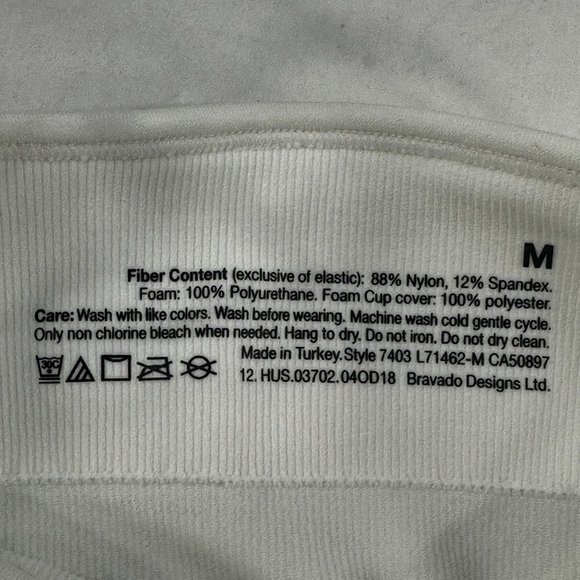 M
Fiber Content (exclusive of elastic): 88% Nylon, 12% Spandex.
Foam: 100% Polyurethane. Foam Cup cover: 100% polyester.
Care: Wash with like colors. Wash before wearing. Machine wash cold gentle cycle.
Only non chlorine bleach when needed. Hang to dry. Do not iron. Do not dry clean.
30C Made in Turkey.Style 7403 L71462-M CA50897
12. HUS.03702.04OD18 Bravado Designs Ltd.